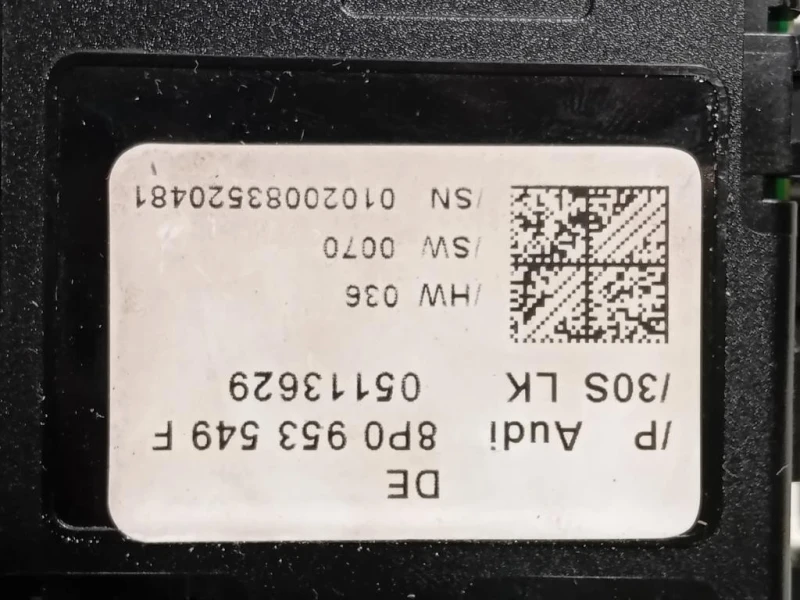 DE
/P Audi 8P0 953 549 F
/30S LK 05113629
/HW 036
/SW 0070
/SN 01020083520481